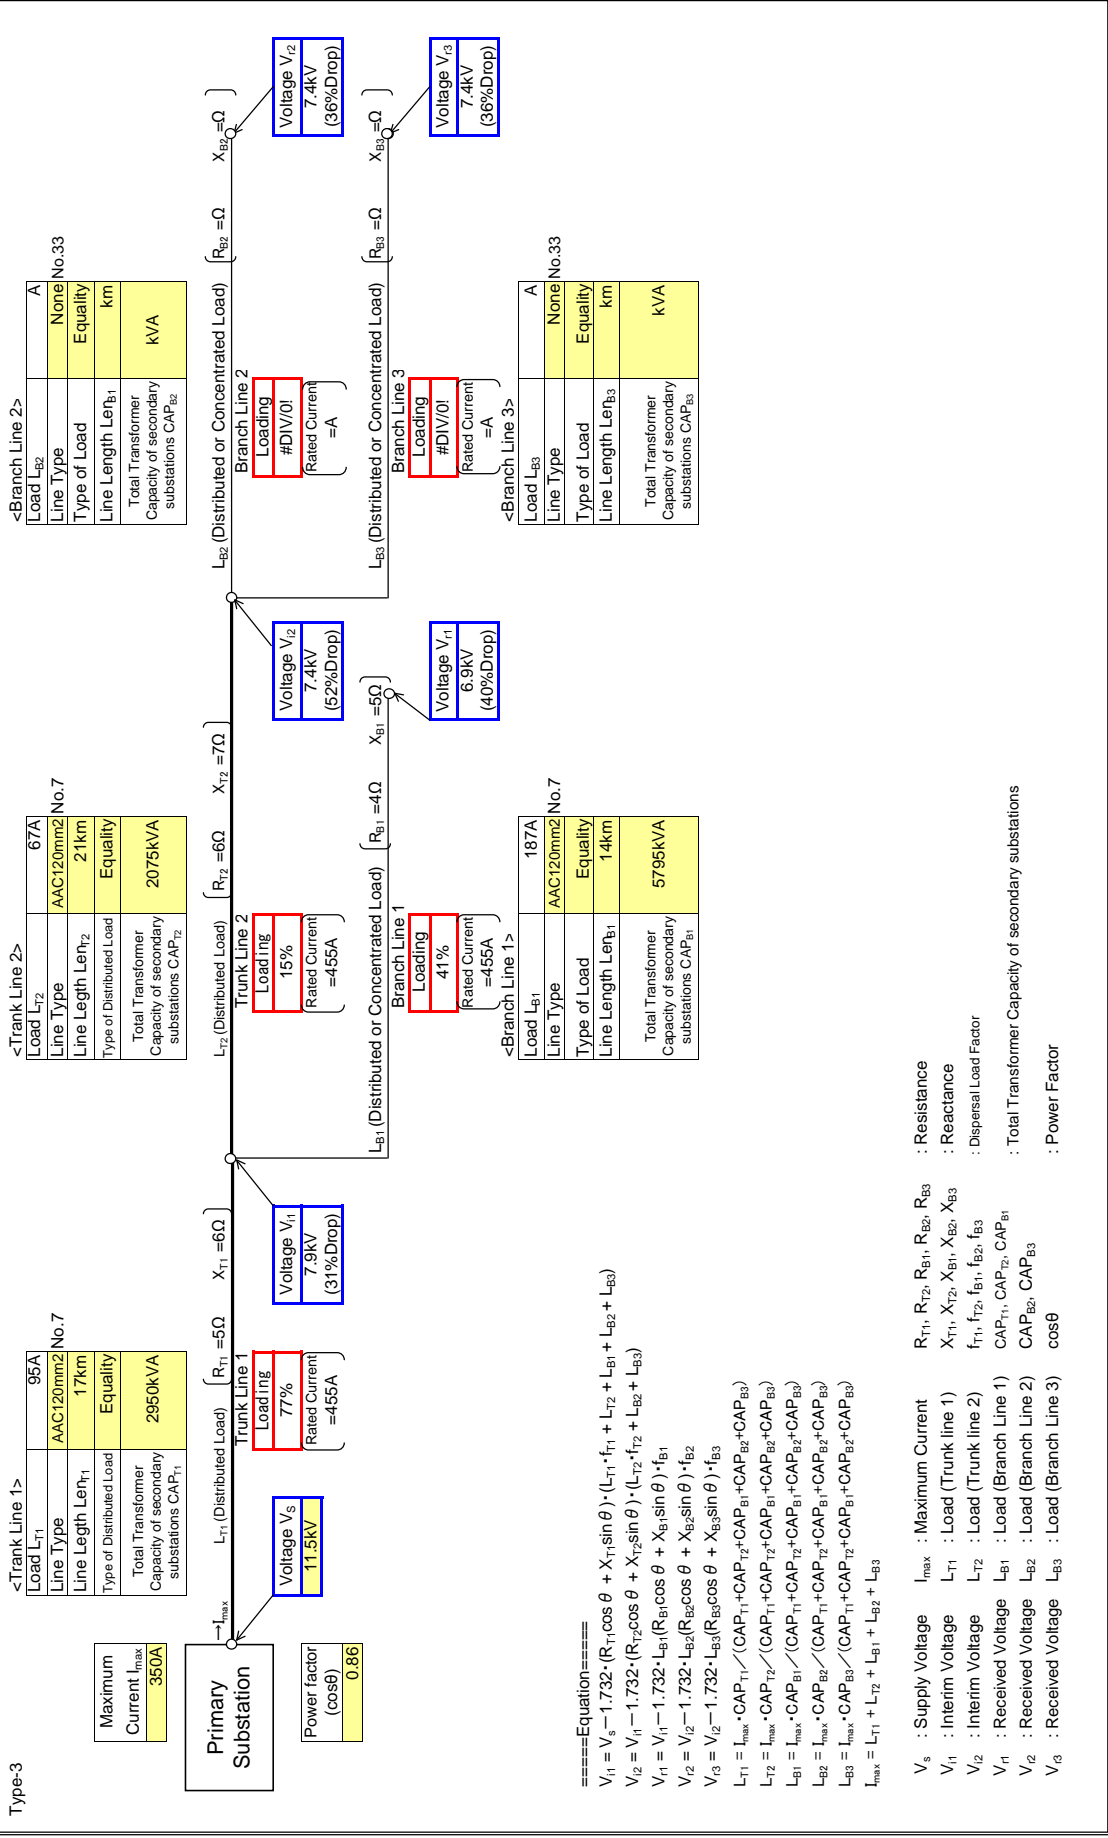 Type-3
Maximum
Current Imax
350A
Primary
Substation
Power factor
(cosθ)
0.86
→Imax
Voltage VS
11.5kV
<Trank Line 1>
Load LT1 95A
Line Type AAC120mm2 No.7
Line Length LenT1 17km
Type of Distributed Load Equality
Total Transformer
Capacity of secondary
substations CAPT1
2950kVA
LT1 (Distributed Load) RT1 =5Ω XT1 =6Ω
Trunk Line 1
Loading
77%
Rated Current
=455A
Voltage Vi1
7.9kV
(31%Drop)
<Trank Line 2>
Load LT2 67A
Line Type AAC120mm2 No.7
Line Legth LenT2 21km
Type of Distributed Load Equality
Total Transformer
Capacity of secondary
substations CAPT2
2075kVA
LT2 (Distributed Load) RT2 =6Ω XT2 =7Ω
Trunk Line 2
Loading
15%
Rated Current
=455A
Voltage Vi2
7.4kV
(52%Drop)
LB1 (Distributed or Concentrated Load) RB1 =4Ω XB1 =5Ω
Branch Line 1
Loading
41%
Rated Current
=455A
Voltage Vr1
6.9kV
(40%Drop)
<Branch Line 1>
Load LB1 187A
Line Type AAC120mm2 No.7
Type of Load Equality
Line Length LenB1 14km
Total Transformer
Capacity of secondary
substations CAPB1
5795kVA
<Branch Line 2>
Load LB2 A
Line Type None No.33
Type of Load Equality
Line Length LenB1 km
Total Transformer
Capacity of secondary
substations CAPB2
kVA
LB2 (Distributed or Concentrated Load) RB2 =Ω XB2 =Ω
Branch Line 2
Loading
#DIV/0!
Rated Current
=A
Voltage Vr2
7.4kV
(36%Drop)
LB3 (Distributed or Concentrated Load) RB3 =Ω XB3 =Ω
Branch Line 3
Loading
#DIV/0!
Rated Current
=A
Voltage Vr3
7.4kV
(36%Drop)
<Branch Line 3>
Load LB3 A
Line Type None No.33
Type of Load Equality
Line Length LenB3 km
Total Transformer
Capacity of secondary
substations CAPB3
kVA
=====Equation=====
Vi1 = Vs－1.732・(RT1cos θ + XT1sin θ)・(LT1・fT1 + LT2 + LB1 + LB2 + LB3)
Vi2 = Vi1－1.732・(RT2cos θ + XT2sin θ)・(LT2・fT2 + LB2 + LB3)
Vr1 = Vi1－1.732・LB1(RB1cos θ + XB1sin θ)・fB1
Vr2 = Vi2－1.732・LB2(RB2cos θ + XB2sin θ)・fB2
Vr3 = Vi2－1.732・LB3(RB3cos θ + XB3sin θ)・fB3
LT1 = Imax・CAPT1／(CAPT1+CAPT2+CAPB1+CAPB2+CAPB3)
LT2 = Imax・CAPT2／(CAPT1+CAPT2+CAPB1+CAPB2+CAPB3)
LB1 = Imax・CAPB1／(CAPT1+CAPT2+CAPB1+CAPB2+CAPB3)
LB2 = Imax・CAPB2／(CAPT1+CAPT2+CAPB1+CAPB2+CAPB3)
LB3 = Imax・CAPB3／(CAPT1+CAPT2+CAPB1+CAPB2+CAPB3)
Imax = LT1 + LT2 + LB1 + LB2 + LB3
Vs : Supply Voltage Imax : Maximum Current RT1, RT2, RB1, RB2, RB3 : Resistance
Vi1 : Interim Voltage LT1 : Load (Trunk line 1) XT1, XT2, XB1, XB2, XB3 : Reactance
Vi2 : Interim Voltage LT2 : Load (Trunk line 2) fT1, fT2, fB1, fB2, fB3 : Dispersal Load Factor
Vr1 : Received Voltage LB1 : Load (Branch Line 1) CAPT1, CAPT2, CAPB1 : Total Transformer Capacity of secondary substations
Vr2 : Received Voltage LB2 : Load (Branch Line 2) CAPB2, CAPB3
Vr3 : Received Voltage LB3 : Load (Branch Line 3) cosθ : Power Factor